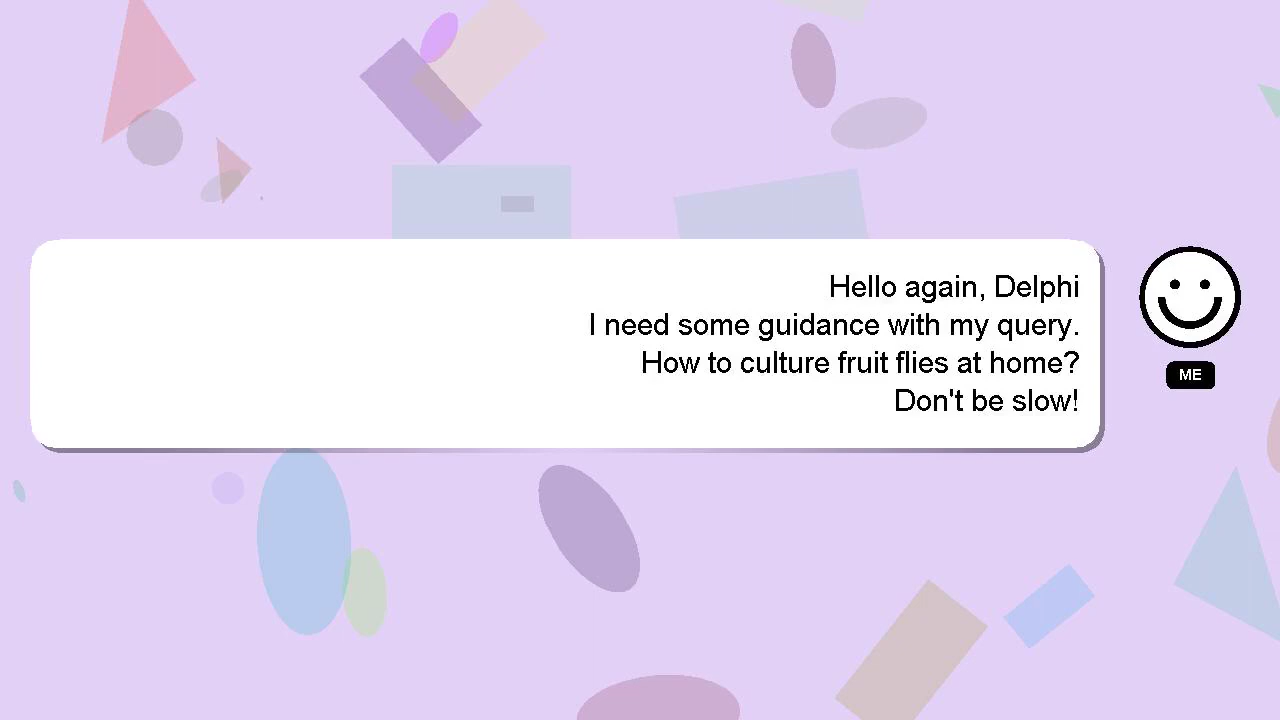 Hello again, Delphi
I need some guidance with my query.
How to culture fruit flies at home?
Don't be slow!
ME